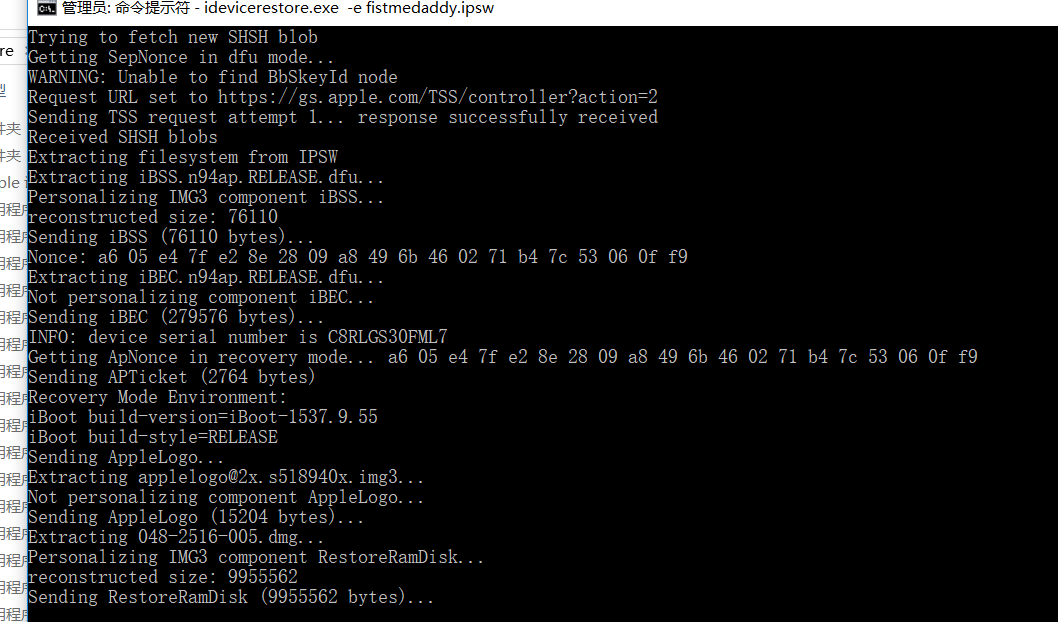 管理员: 命令提示符 - idevicerestore.exe  -e fistmedaddy.ipsw
Trying to fetch new SHSH blob
Getting SepNonce in dfu mode...
WARNING: Unable to find BbSkeyId node
Request URL set to https://gs.apple.com/TSS/controller?action=2
Sending TSS request attempt 1... response successfully received
Received SHSH blobs
Extracting filesystem from IPSW
Extracting iBSS.n94ap.RELEASE.dfu...
Personalizing IMG3 component iBSS...
reconstructed size: 76110
Sending iBSS (76110 bytes)...
Nonce: a6 05 e4 7f e2 8e 28 09 a8 49 6b 46 02 71 b4 7c 53 06 0f f9
Extracting iBEC.n94ap.RELEASE.dfu...
Not personalizing component iBEC...
Sending iBEC (279576 bytes)...
INFO: device serial number is C8RLGS30FML7
Getting ApNonce in recovery mode... a6 05 e4 7f e2 8e 28 09 a8 49 6b 46 02 71 b4 7c 53 06 0f f9
Sending APTicket (2764 bytes)
Recovery Mode Environment:
iBoot build-version=iBoot-1537.9.55
iBoot build-style=RELEASE
Sending AppleLogo...
Extracting applelogo@2x.s5l8940x.img3...
Not personalizing component AppleLogo...
Sending AppleLogo (15204 bytes)...
Extracting 048-2516-005.dmg...
Personalizing IMG3 component RestoreRamDisk...
reconstructed size: 9955562
Sending RestoreRamDisk (9955562 bytes)...